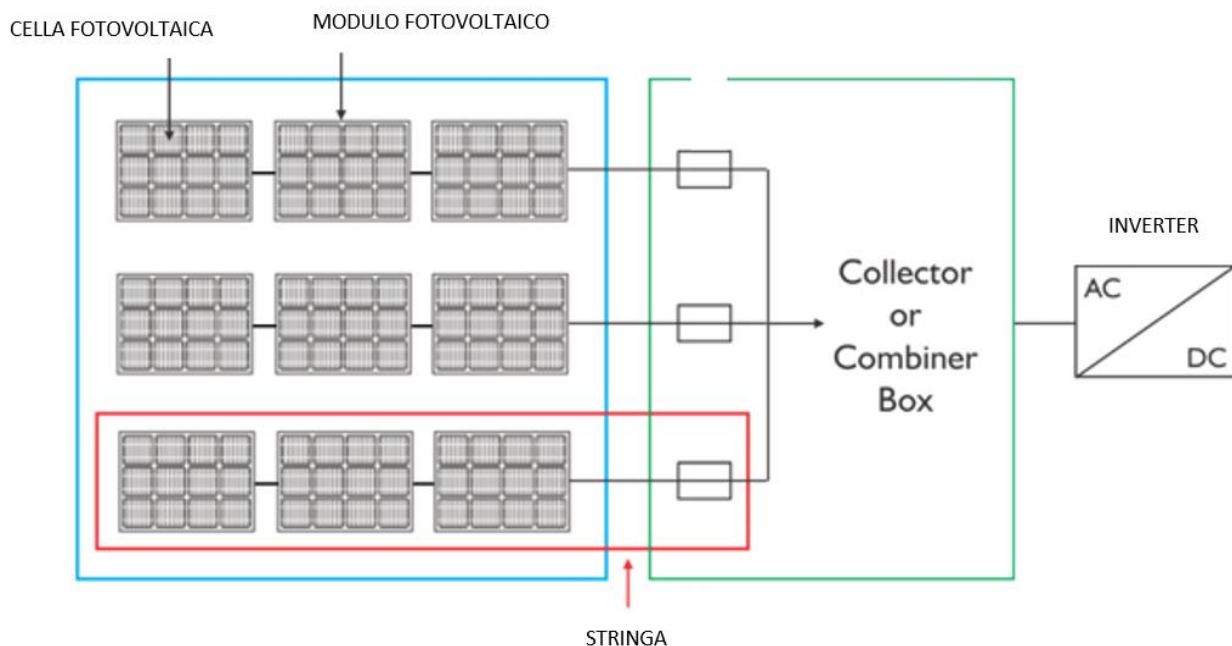 CELLA FOTOVOLTAICA
MODULO FOTOVOLTAICO
INVERTER
AC
DC
Collector
or
Combiner
Box
STRINGA